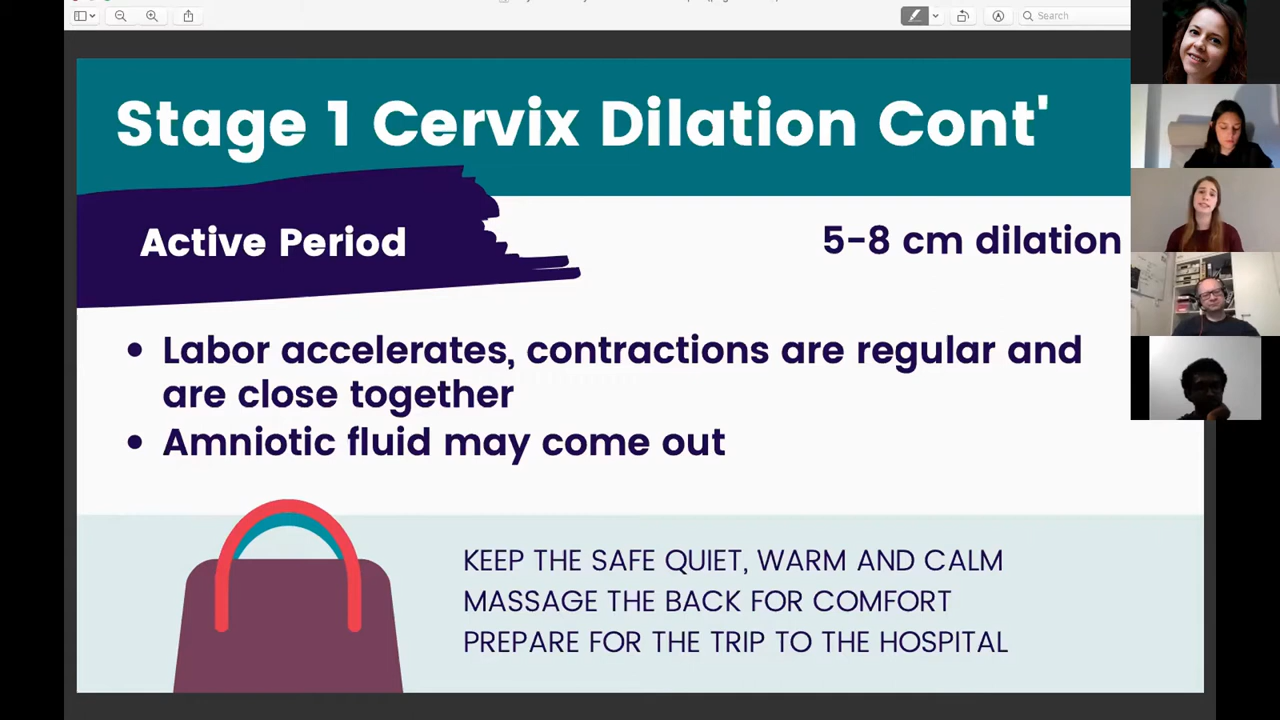 Search
Stage 1 Cervix Dilation Cont'
Active Period
5-8 cm dilation
• Labor accelerates, contractions are regular and
are close together
• Amniotic fluid may come out
KEEP THE SAFE QUIET, WARM AND CALM
MASSAGE THE BACK FOR COMFORT
PREPARE FOR THE TRIP TO THE HOSPITAL